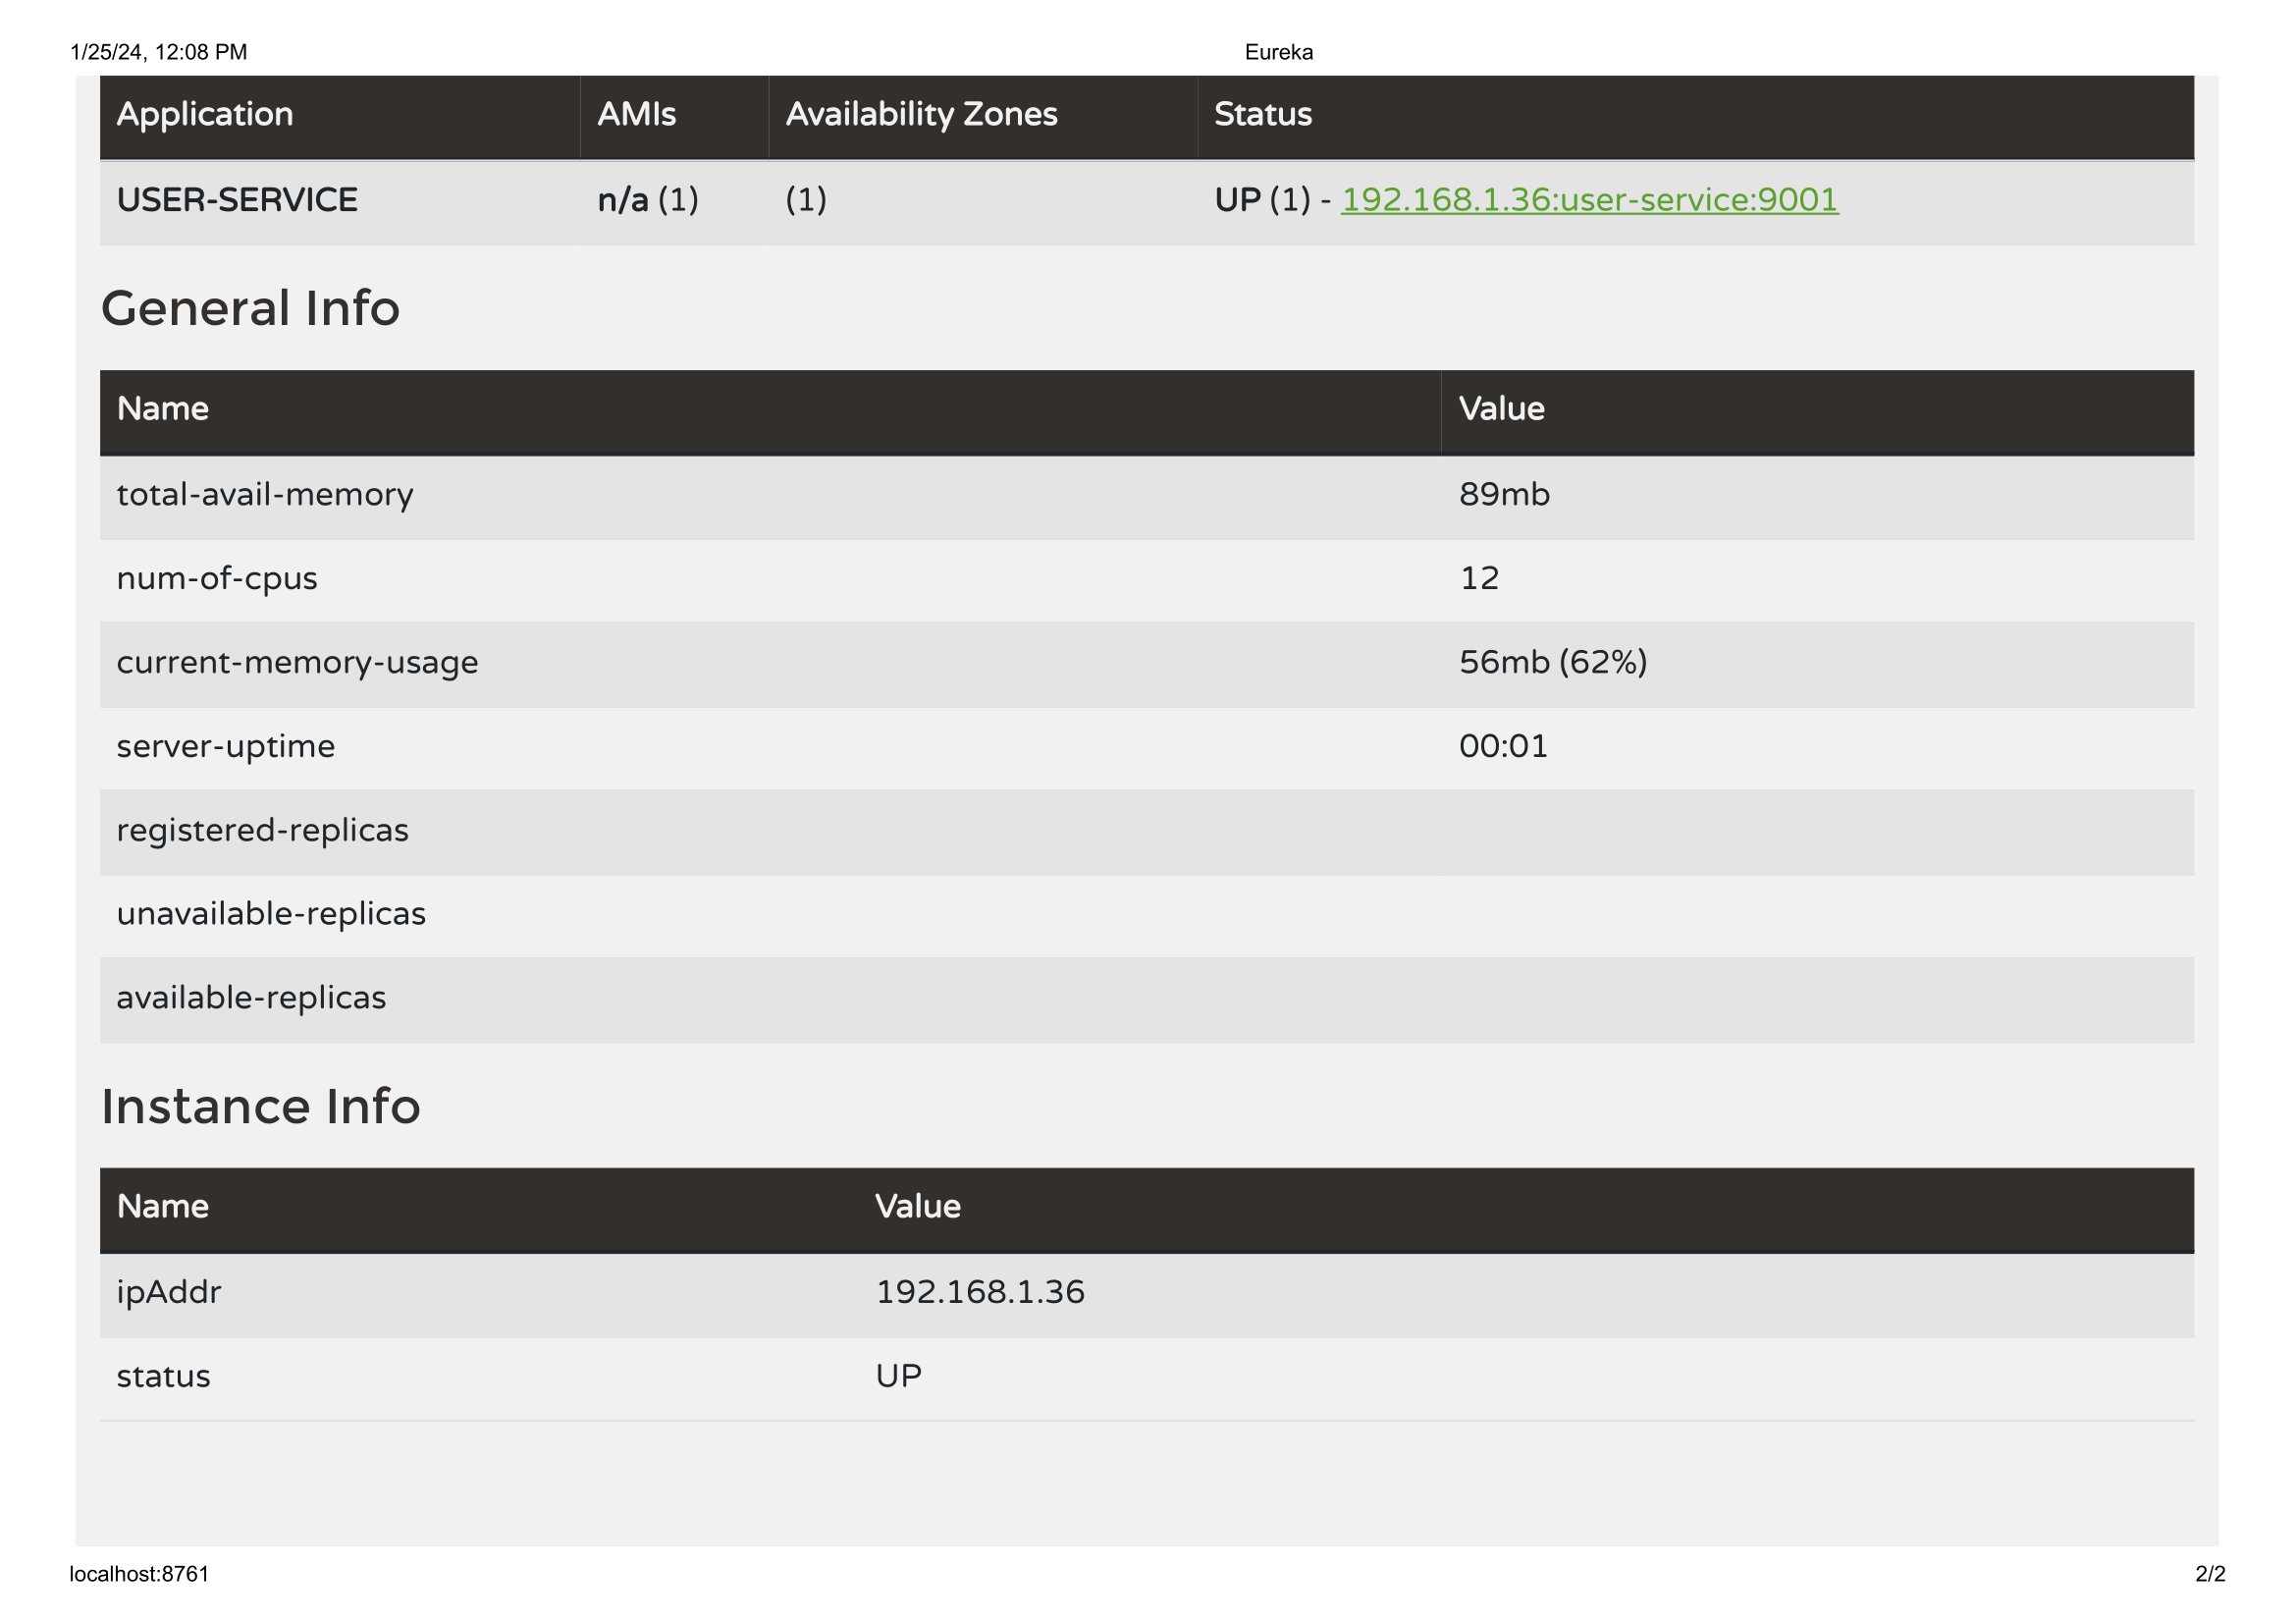 1/25/24, 12:08 PM Eureka
Application AMIs Availability Zones Status
USER-SERVICE n/a (1) (1) UP (1) - 192.168.1.36:user-service:9001
General Info
Name Value
total-avail-memory 89mb
num-of-cpus 12
current-memory-usage 56mb (62%)
server-uptime 00:01
registered-replicas
unavailable-replicas
available-replicas
Instance Info
Name Value
ipAddr 192.168.1.36
status UP
localhost:8761 2/2